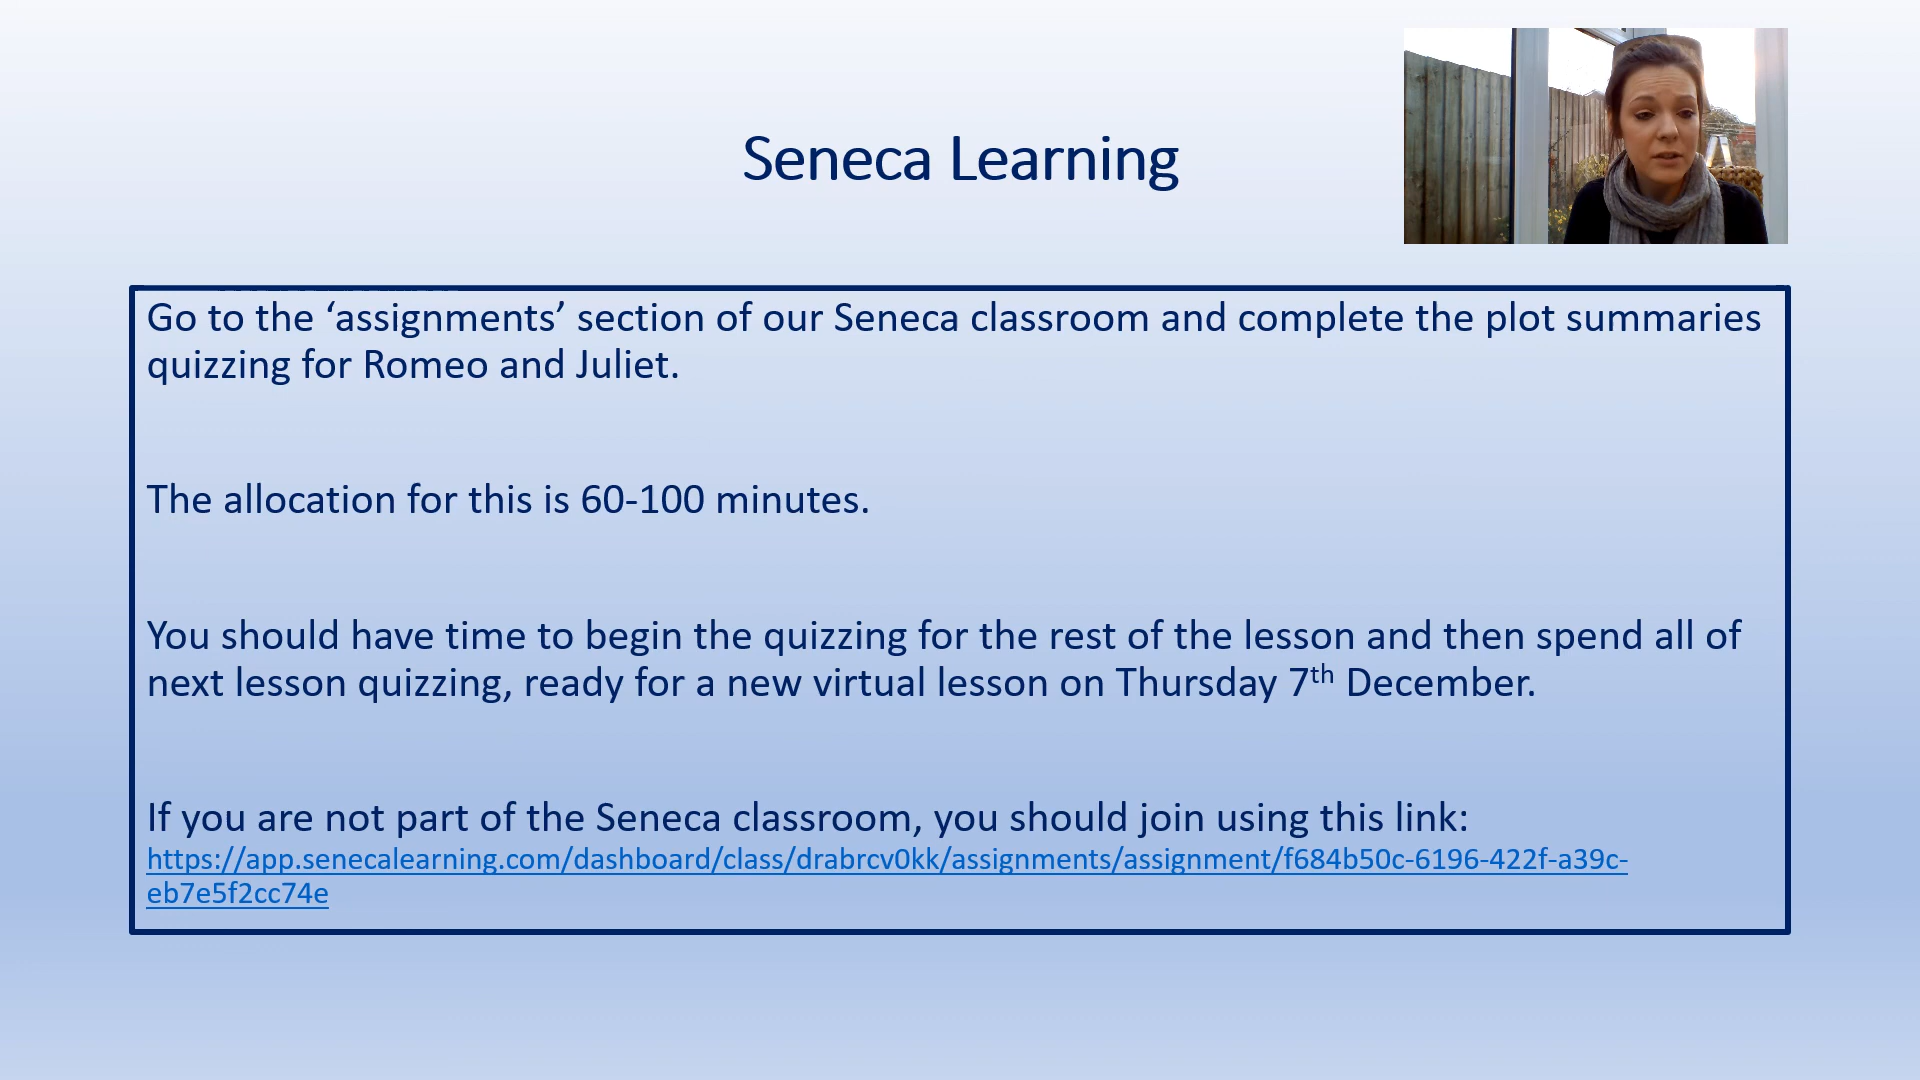 Seneca Learning
Go to the ‘assignments’ section of our Seneca classroom and complete the plot summaries
quizzing for Romeo and Juliet.
The allocation for this is 60-100 minutes.
You should have time to begin the quizzing for the rest of the lesson and then spend all of
next lesson quizzing, ready for a new virtual lesson on Thursday 7th December.
If you are not part of the Seneca classroom, you should join using this link:
https://app.senecalearning.com/dashboard/class/drabrcv0kk/assignments/assignment/f684b50c-6196-422f-a39c-
eb7e5f2cc74e